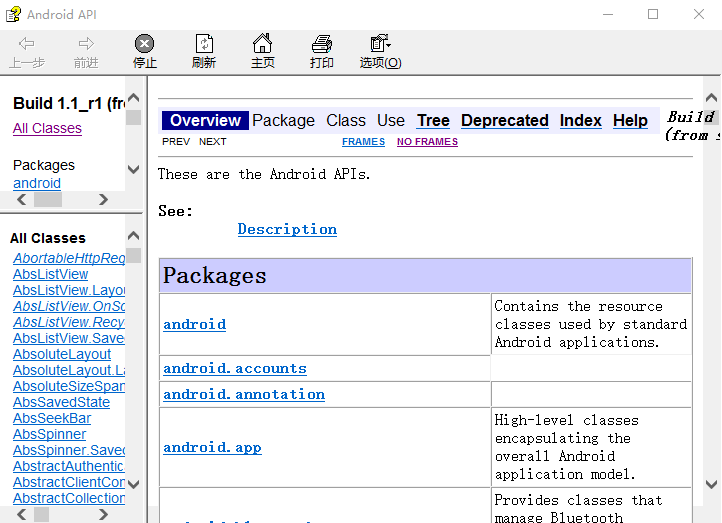 Android API
上一步 前进 停止 刷新 主页 打印 选项(O)
Build 1.1_r1 (fr
All Classes
Packages
android
All Classes
AbortableHttpReq
AbsListView
AbsListView.Layou
AbsListView.OnSc
AbsListView.Recy
AbsListView.Save
AbsoluteLayout
AbsoluteLayout.La
AbsoluteSizeSpan
AbsSavedState
AbsSeekBar
AbsSpinner
AbsSpinner.Saved
AbstractAuthentic
AbstractClientCon
AbstractCollection
Overview Package Class Use Tree Deprecated Index Help
Build
(from s
PREV NEXT FRAMES NO FRAMES
These are the Android APIs.
See:
Description
Packages
android
Contains the resource
classes used by standard
Android applications.
android.accounts
android.annotation
android.app
High-level classes
encapsulating the
overall Android
application model.
Provides classes that
manage Bluetooth